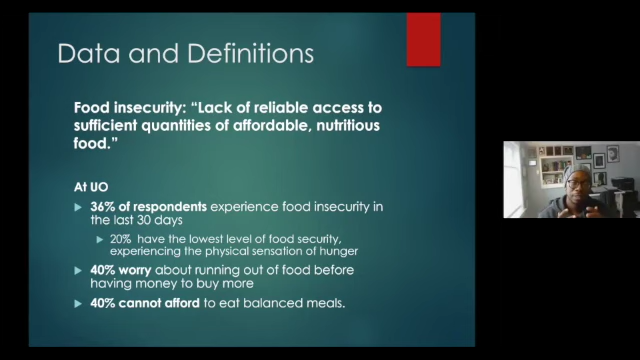 Data and Definitions
Food insecurity: “Lack of reliable access to
sufficient quantities of affordable, nutritious
food.”
At UO
36% of respondents experience food insecurity in
the last 30 days
20% have the lowest level of food security,
experiencing the physical sensation of hunger
40% worry about running out of food before
having money to buy more
40% cannot afford to eat balanced meals.